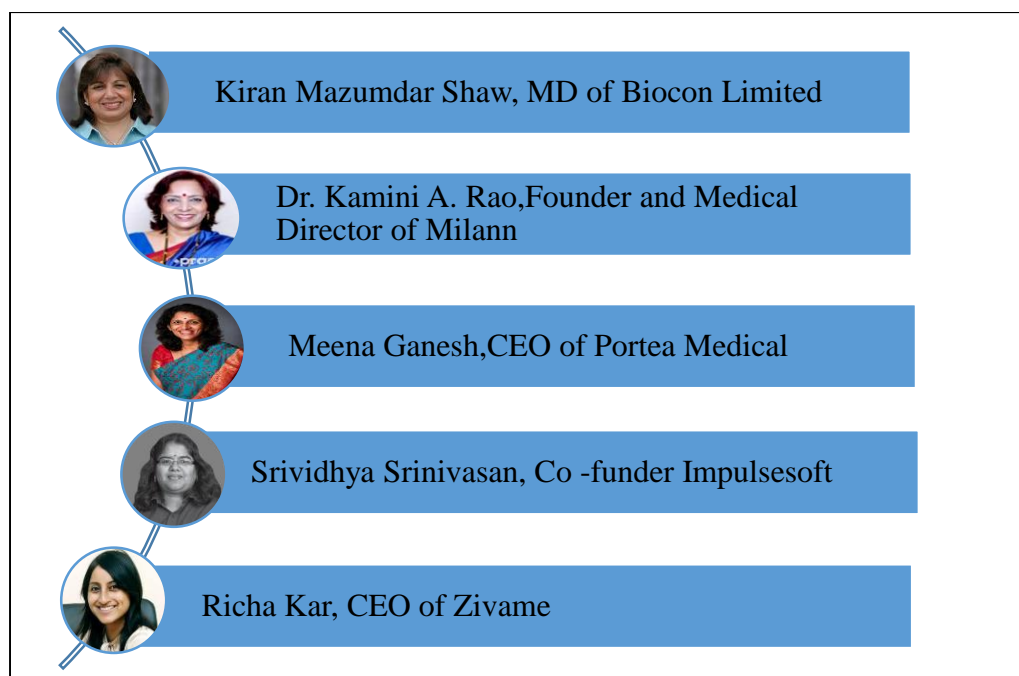 Kiran Mazumdar Shaw, MD of Biocon Limited
Dr. Kamini A. Rao,Founder and Medical
Director of Milann
Meena Ganesh,CEO of Portea Medical
Srividhya Srinivasan, Co -funder Impulsesoft
Richa Kar, CEO of Zivame